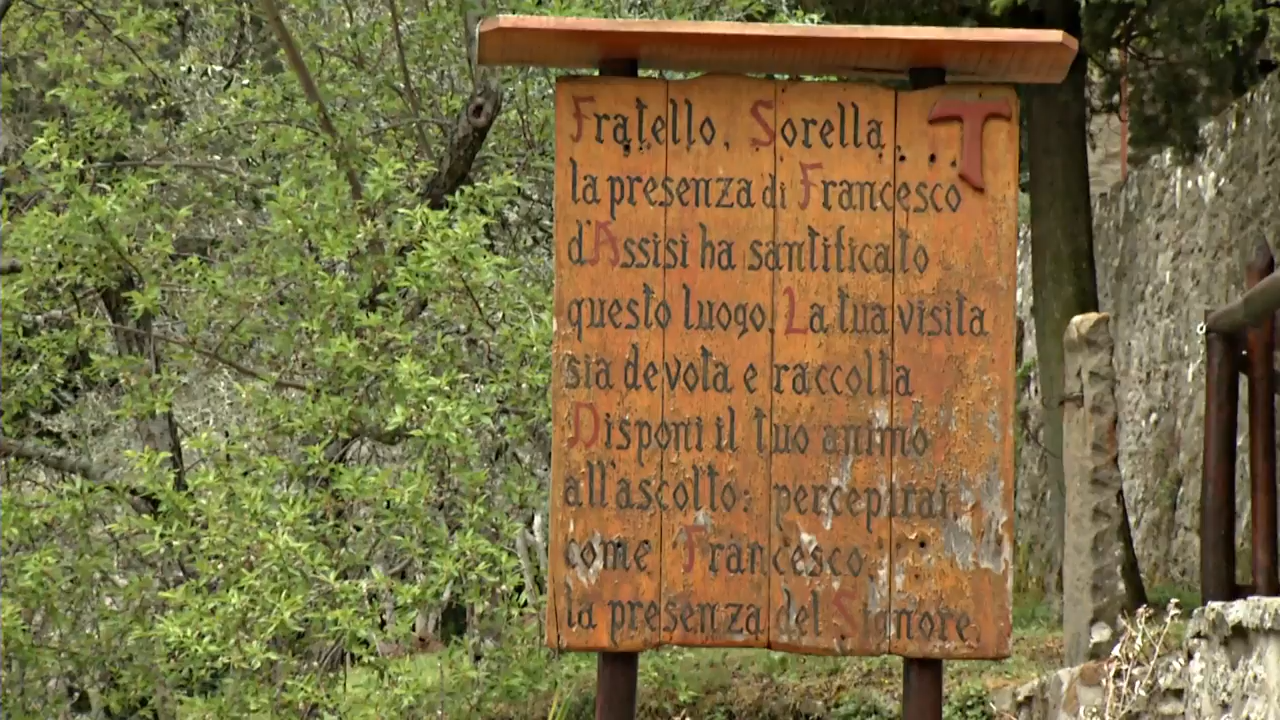 Fratello, Sorella,
la presenza di Francesco
d'Assisi ha santificato
questo luogo. La tua visita
sia devota e raccolta
Disponi il tuo animo
all'ascolto: percepirai,
come Francesco,
la presenza del Signore.